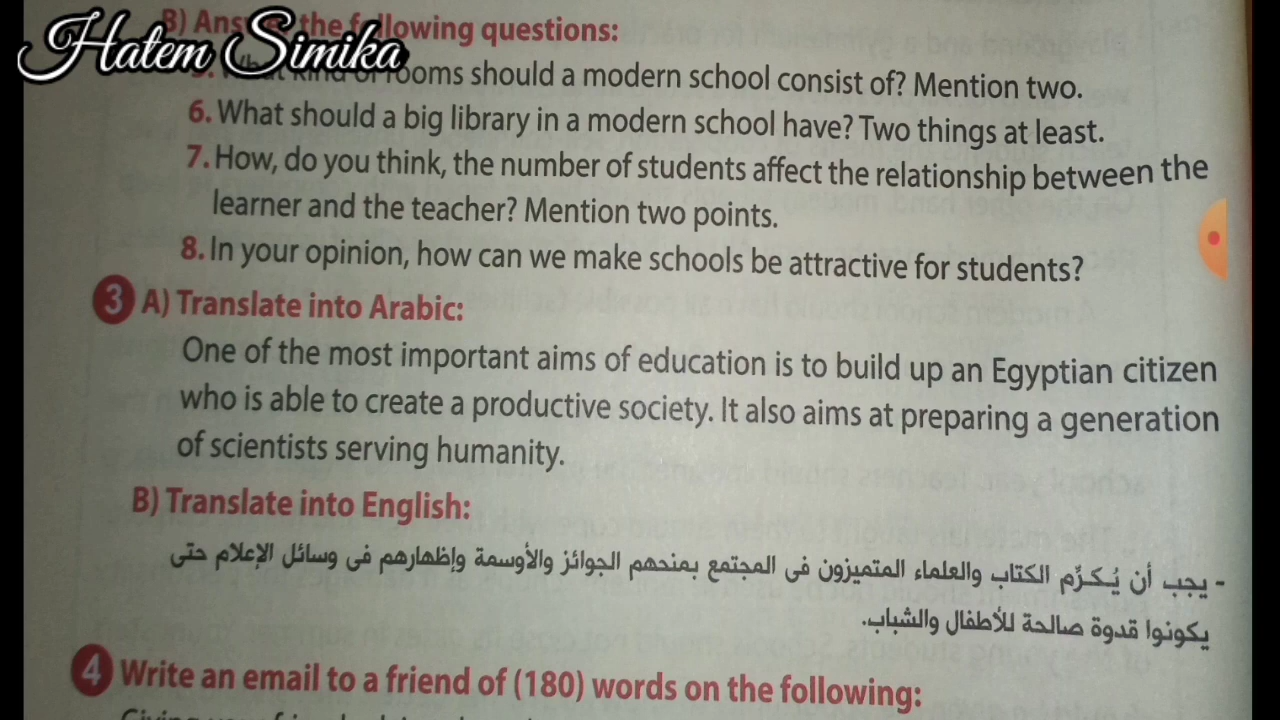 Hatem Simika
B) Answer the following questions:
of rooms should a modern school consist of? Mention two.
6. What should a big library in a modern school have? Two things at least.
7. How, do you think, the number of students affect the relationship between the
learner and the teacher? Mention two points.
8. In your opinion, how can we make schools be attractive for students?
3 A) Translate into Arabic:
One of the most important aims of education is to build up an Egyptian citizen
who is able to create a productive society. It also aims at preparing a generation
of scientists serving humanity.
B) Translate into English:
- يجب أن يُكرَّم الكتاب والعلماء المتميزون فى المجتمع بمنحهم الجوائز والأوسمة وإظهارهم فى وسائل الإعلام حتى
يكونوا قدوة صالحة للأطفال والشباب.
4 Write an email to a friend of (180) words on the following: